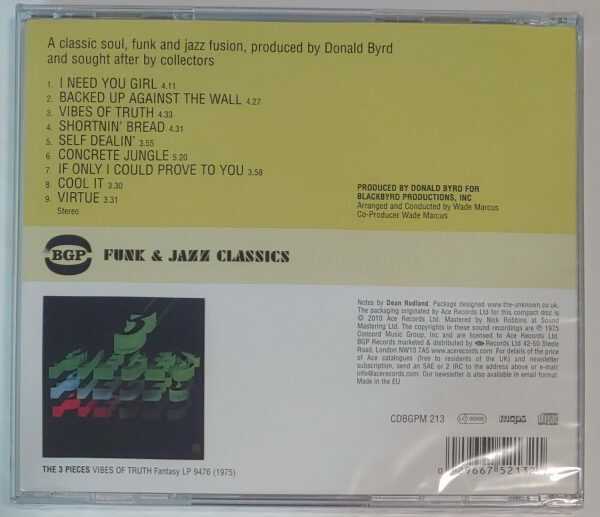 A classic soul, funk and jazz fusion, produced by Donald Byrd
and sought after by collectors
1. I NEED YOU GIRL 4.11
2. BACKED UP AGAINST THE WALL 4.27
3. VIBES OF TRUTH 4.33
4. SHORTNIN' BREAD 4.31
5. SELF DEALIN' 3.55
6. CONCRETE JUNGLE 5.20
7. IF ONLY I COULD PROVE TO YOU 3.58
8. COOL IT 3.30
9. VIRTUE 3.31
Stereo
PRODUCED BY DONALD BYRD FOR
BLACKBYRD PRODUCTIONS, INC
Arranged and Conducted by Wade Marcus
Co-Producer Wade Marcus
BGP FUNK & JAZZ CLASSICS
Notes by Dean Rudland. Package designed www.the-unknown.co.uk.
The packaging originated by Ace Records Ltd for this compact disc is
© 2010 Ace Records Ltd. Mastered by Nick Robbins at Sound
Mastering Ltd. The copyrights in these sound recordings are ℗ 1975
Concord Music Group, Inc and are licensed to Ace Records Ltd.
BGP Records marketed & distributed by Records Ltd 42-50 Steele
Road, London NW10 7AS www.acerecords.com. For details of the price
of Ace catalogues (free to residents of the UK) and newsletter
subscription, send an SAE or 2 IRC to the address above or e-mail
info@acerecords.com. Our newsletter is also available in email format.
Made in the EU
CDBGPM 213
mcps
THE 3 PIECES VIBES OF TRUTH Fantasy LP 9476 (1975)